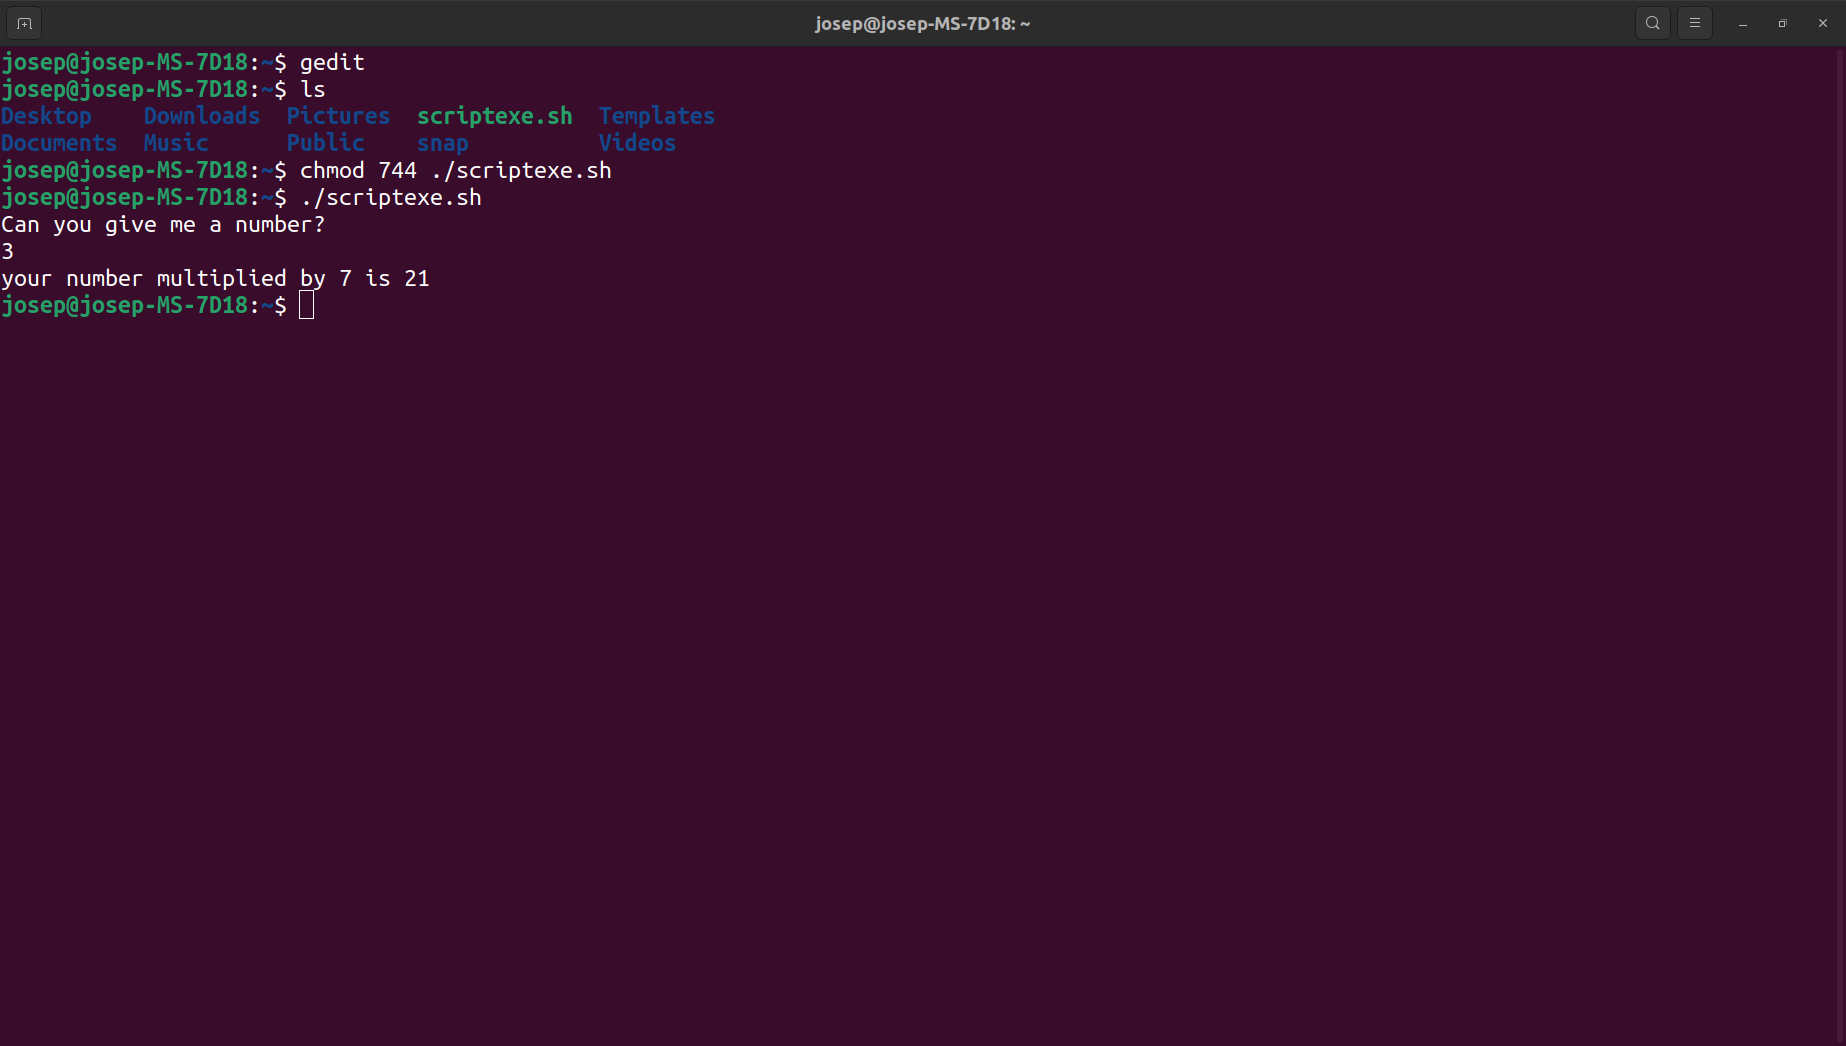 josep@josep-MS-7D18: ~
josep@josep-MS-7D18:~$ gedit
josep@josep-MS-7D18:~$ ls
Desktop    Downloads  Pictures  scriptexe.sh  Templates
Documents  Music      Public    snap          Videos
josep@josep-MS-7D18:~$ chmod 744 ./scriptexe.sh
josep@josep-MS-7D18:~$ ./scriptexe.sh
Can you give me a number?
3
your number multiplied by 7 is 21
josep@josep-MS-7D18:~$